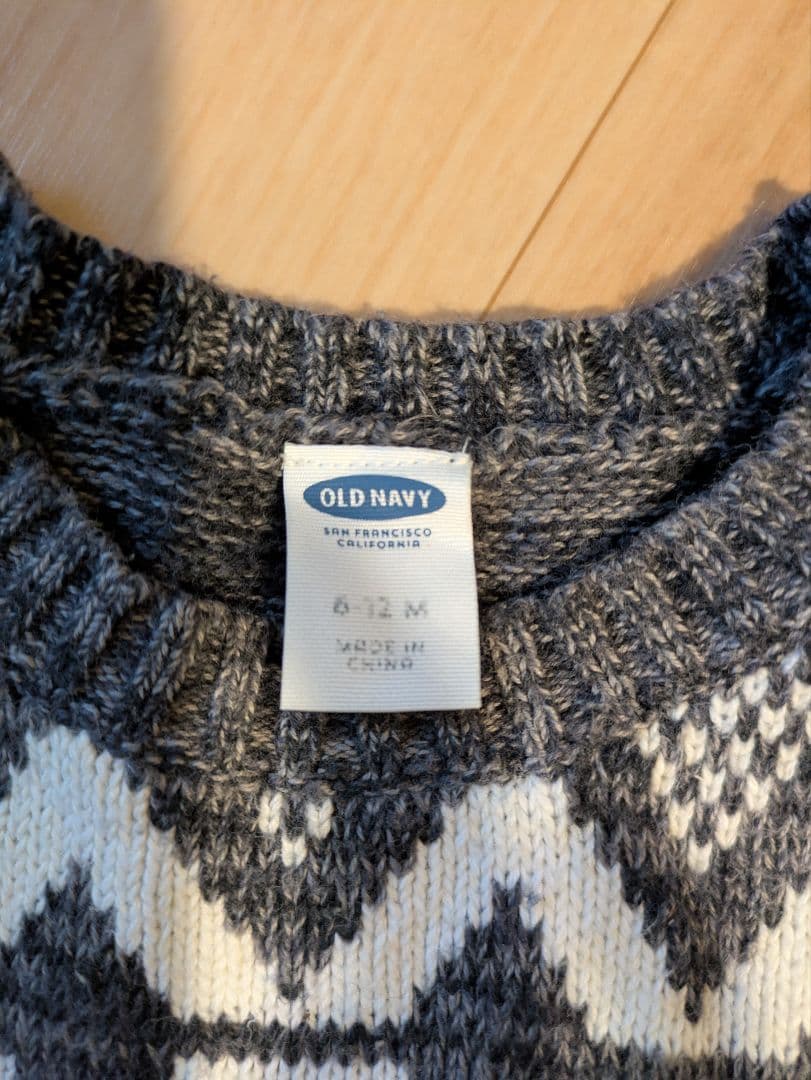 OLD NAVY
SAN FRANCISCO
CALIFORNIA
6-12 M
MADE IN
CHINA